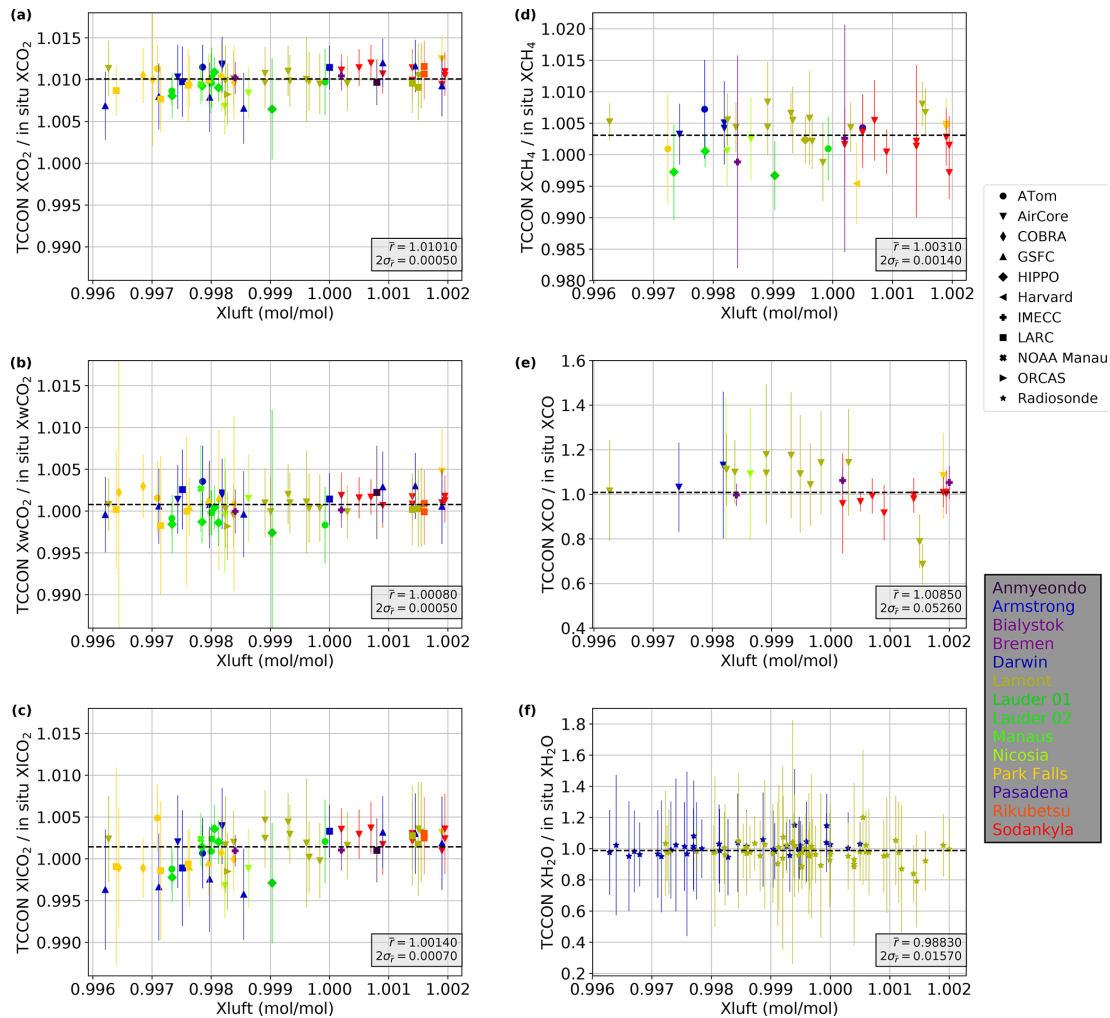 (a)
TCCON XCO₂ / in situ XCO₂
1.015
1.010
1.005
1.000
0.995
0.990
r̄ = 1.01010
2σr̄ = 0.00050
0.996 0.997 0.998 0.999 1.000 1.001 1.002
Xluft (mol/mol)
(d)
TCCON XCH₄ / in situ XCH₄
1.020
1.015
1.010
1.005
1.000
0.995
0.990
0.985
0.980
r̄ = 1.00310
2σr̄ = 0.00140
0.996 0.997 0.998 0.999 1.000 1.001 1.002
Xluft (mol/mol)
(b)
TCCON XwCO₂ / in situ XwCO₂
1.015
1.010
1.005
1.000
0.995
0.990
r̄ = 1.00080
2σr̄ = 0.00050
0.996 0.997 0.998 0.999 1.000 1.001 1.002
Xluft (mol/mol)
(e)
TCCON XCO / in situ XCO
1.6
1.4
1.2
1.0
0.8
0.6
0.4
r̄ = 1.00850
2σr̄ = 0.05260
0.996 0.997 0.998 0.999 1.000 1.001 1.002
Xluft (mol/mol)
(c)
TCCON XlCO₂ / in situ XlCO₂
1.015
1.010
1.005
1.000
0.995
0.990
r̄ = 1.00140
2σr̄ = 0.00070
0.996 0.997 0.998 0.999 1.000 1.001 1.002
Xluft (mol/mol)
(f)
TCCON XH₂O / in situ XH₂O
1.8
1.6
1.4
1.2
1.0
0.8
0.6
0.4
0.2
r̄ = 0.98830
2σr̄ = 0.01570
0.996 0.997 0.998 0.999 1.000 1.001 1.002
Xluft (mol/mol)
ATom
AirCore
COBRA
GSFC
HIPPO
Harvard
IMECC
LARC
NOAA Manau
ORCAS
Radiosonde
Anmyeondo
Armstrong
Bialystok
Bremen
Darwin
Lamont
Lauder 01
Lauder 02
Manaus
Nicosia
Park Falls
Pasadena
Rikubetsu
Sodankyla